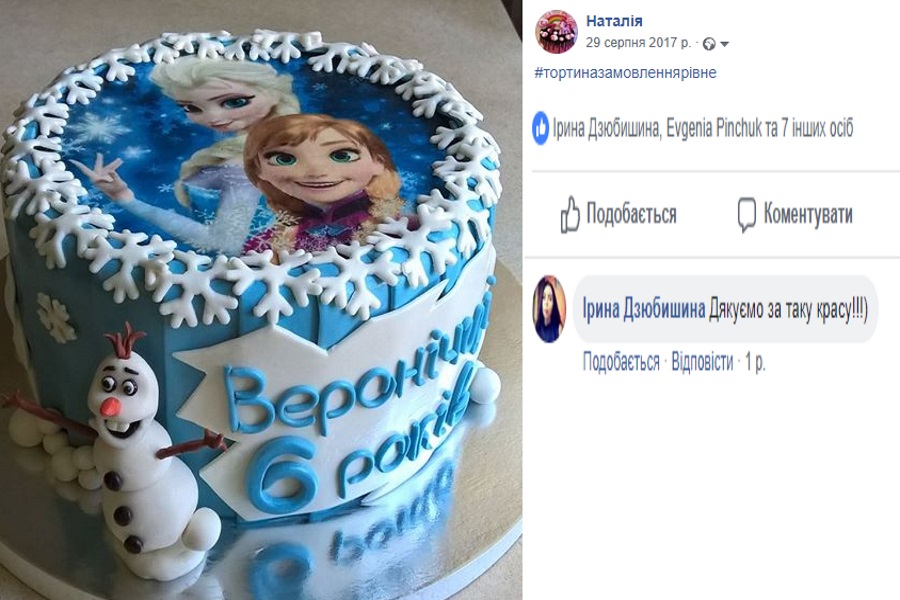 Веронічці
6 років
Наталія
29 серпня 2017 р. ·
#тортиназамовленнярівне
Ірина Дзюбишина, Evgenia Pinchuk та 7 інших осіб
Подобається
Коментувати
Ірина Дзюбишина Дякуємо за таку красу!!!)
Подобається · Відповісти · 1 р.